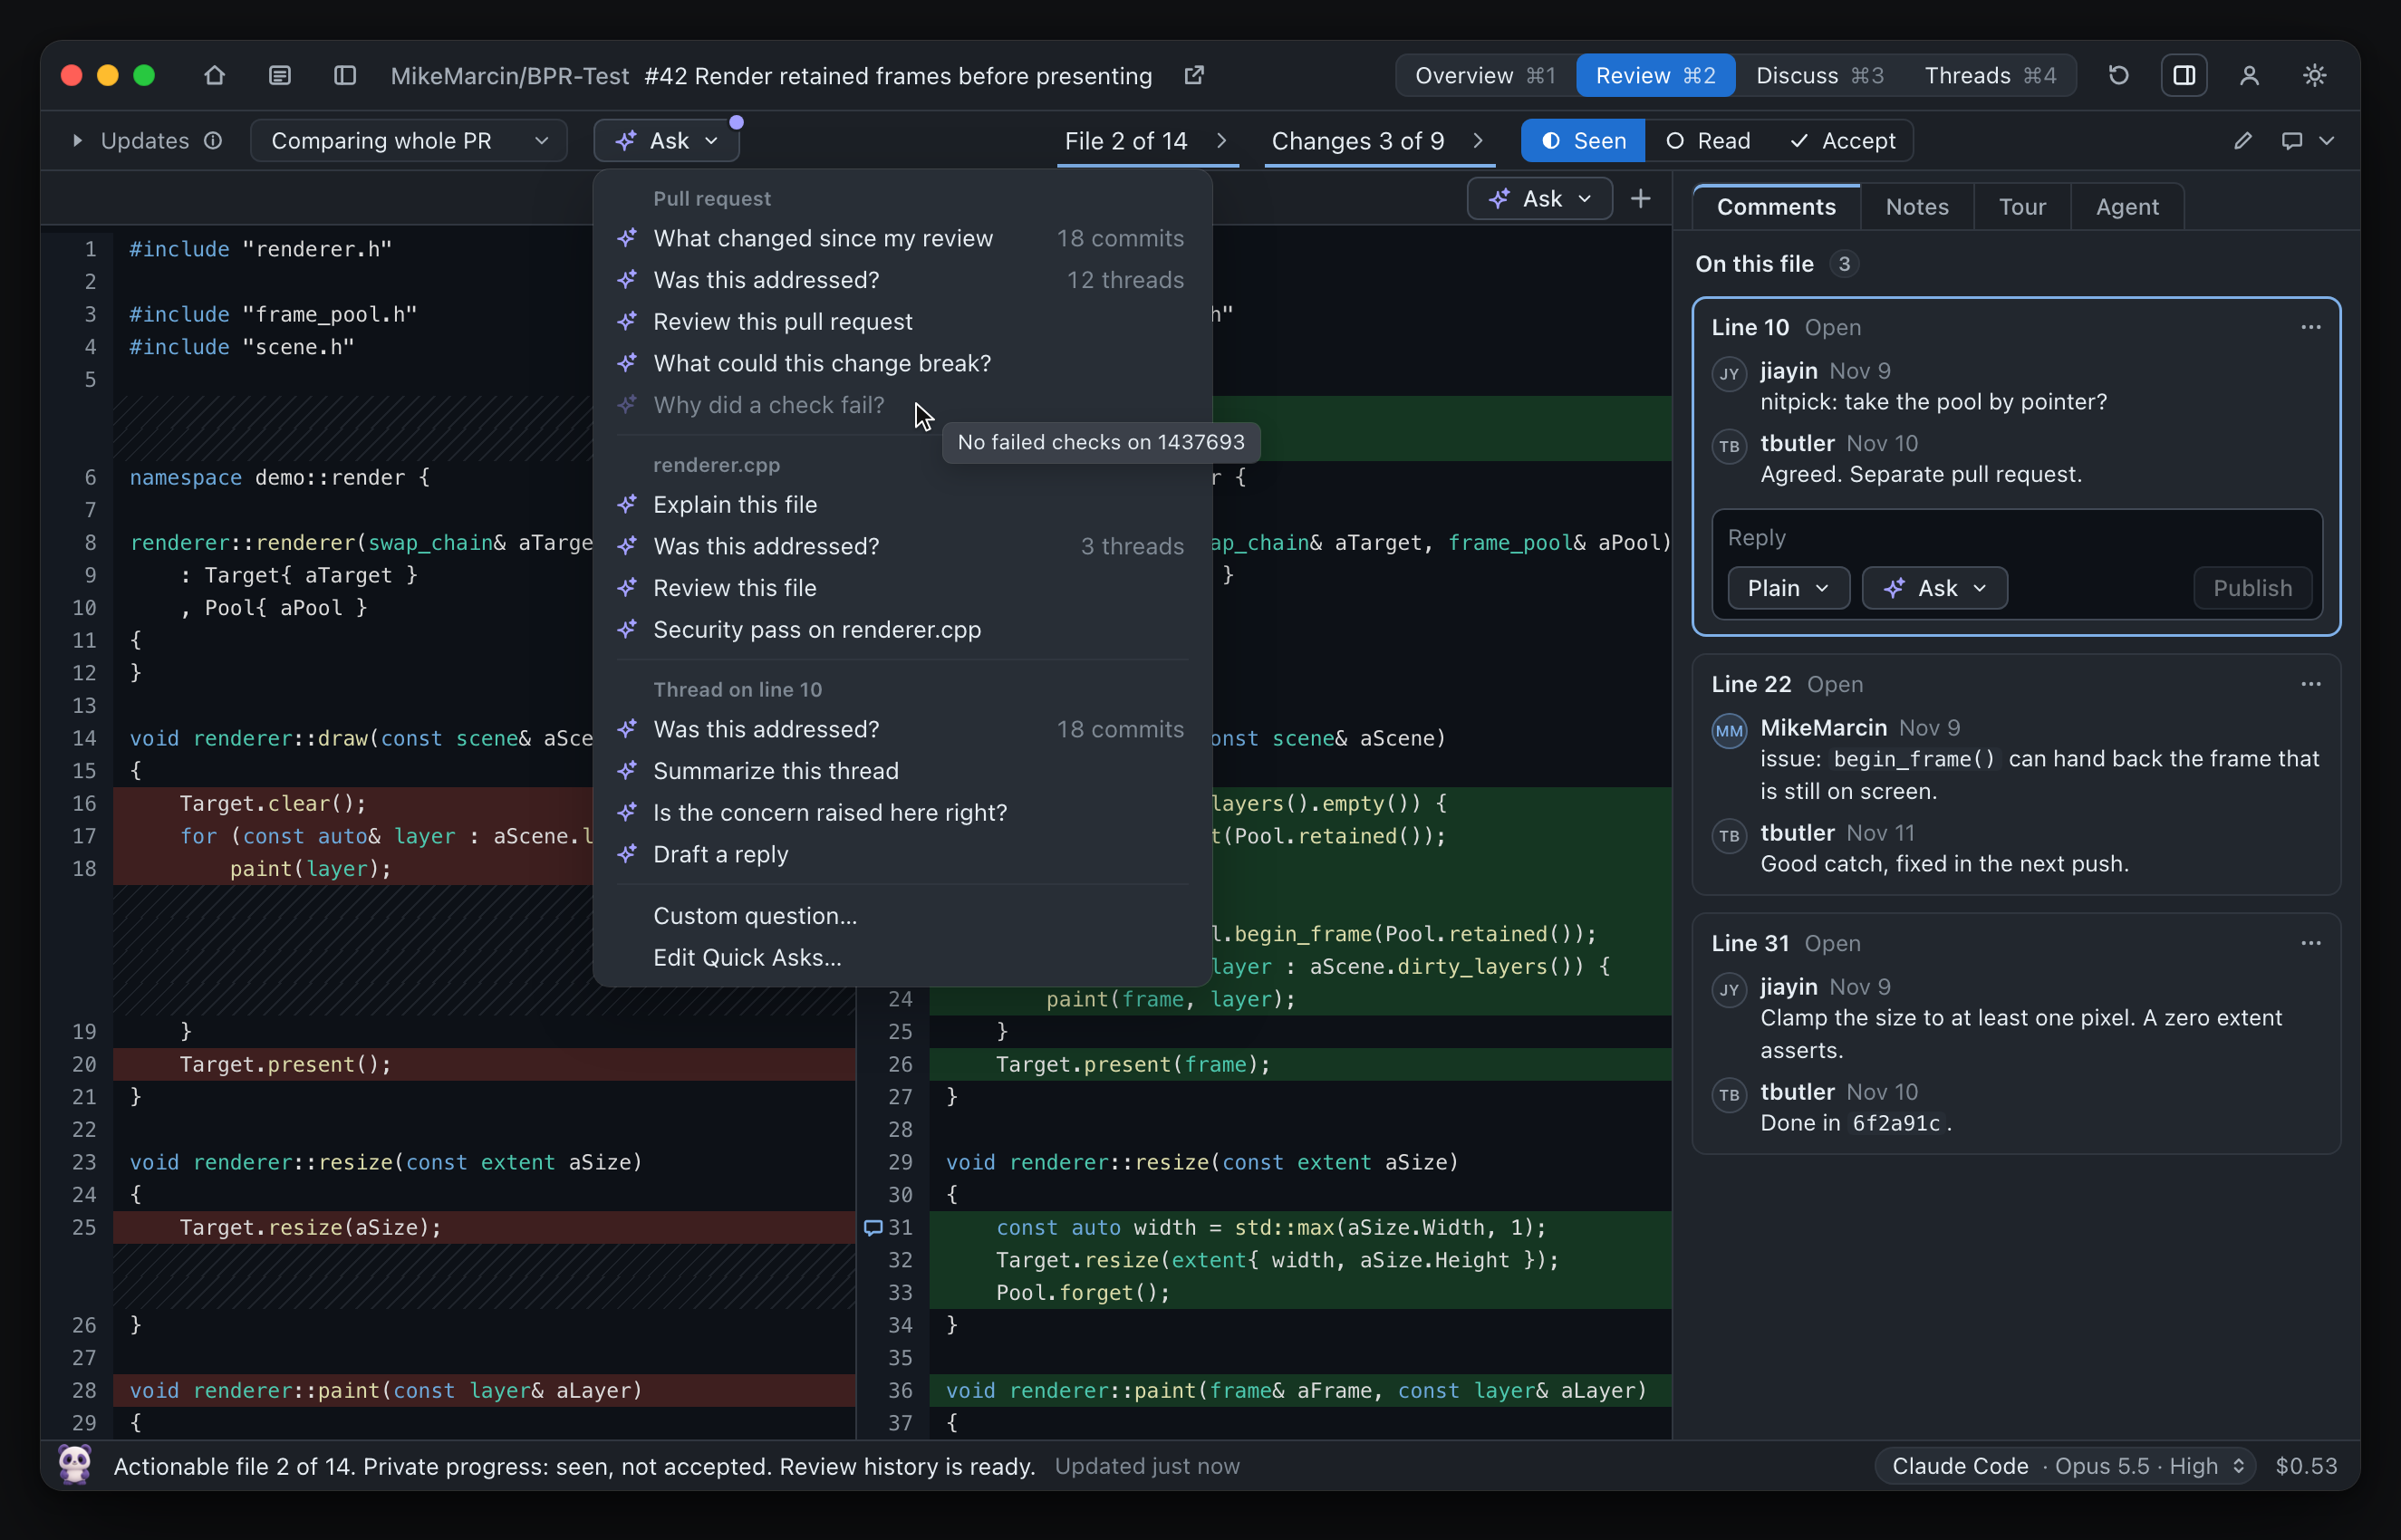 MikeMarcin/BPR-Test #42 Render retained frames before presenting
Overview ⌘1 Review ⌘2 Discuss ⌘3 Threads ⌘4
Updates Comparing whole PR Ask File 2 of 14 Changes 3 of 9 Seen Read Accept
Pull request
What changed since my review 18 commits
Was this addressed? 12 threads
Review this pull request
What could this change break?
Why did a check fail?
No failed checks on 1437693
renderer.cpp
Explain this file
Was this addressed? 3 threads
Review this file
Security pass on renderer.cpp
Thread on line 10
Was this addressed? 18 commits
Summarize this thread
Is the concern raised here right?
Draft a reply
Custom question...
Edit Quick Asks...
1 #include "renderer.h"
2
3 #include "frame_pool.h"
4 #include "scene.h"
5
6 namespace demo::render {
7
8 renderer::renderer(swap_chain& aTarge
9 : Target{ aTarget }
10 , Pool{ aPool }
11 {
12 }
13
14 void renderer::draw(const scene& aSce
15 {
16 Target.clear();
17 for (const auto& layer : aScene.l
18 paint(layer);
19 }
20 Target.present();
21 }
22
23 void renderer::resize(const extent aSize)
24 {
25 Target.resize(aSize);
26 }
27
28 void renderer::paint(const layer& aLayer)
29 {
Ask
h"
r {
ap_chain& aTarget, frame_pool& aPool)
}
onst scene& aScene)
layers().empty()) {
t(Pool.retained());
l.begin_frame(Pool.retained());
layer : aScene.dirty_layers()) {
24 paint(frame, layer);
25 }
26 Target.present(frame);
27 }
28
29 void renderer::resize(const extent aSize)
30 {
31 const auto width = std::max(aSize.Width, 1);
32 Target.resize(extent{ width, aSize.Height });
33 Pool.forget();
34 }
35
36 void renderer::paint(frame& aFrame, const layer& aLayer)
37 {
Comments Notes Tour Agent
On this file 3
Line 10 Open
JY jiayin Nov 9
nitpick: take the pool by pointer?
TB tbutler Nov 10
Agreed. Separate pull request.
Reply
Plain Ask Publish
Line 22 Open
MM MikeMarcin Nov 9
issue: begin_frame() can hand back the frame that
is still on screen.
TB tbutler Nov 11
Good catch, fixed in the next push.
Line 31 Open
JY jiayin Nov 9
Clamp the size to at least one pixel. A zero extent
asserts.
TB tbutler Nov 10
Done in 6f2a91c.
Actionable file 2 of 14. Private progress: seen, not accepted. Review history is ready. Updated just now
Claude Code · Opus 5.5 · High $0.53